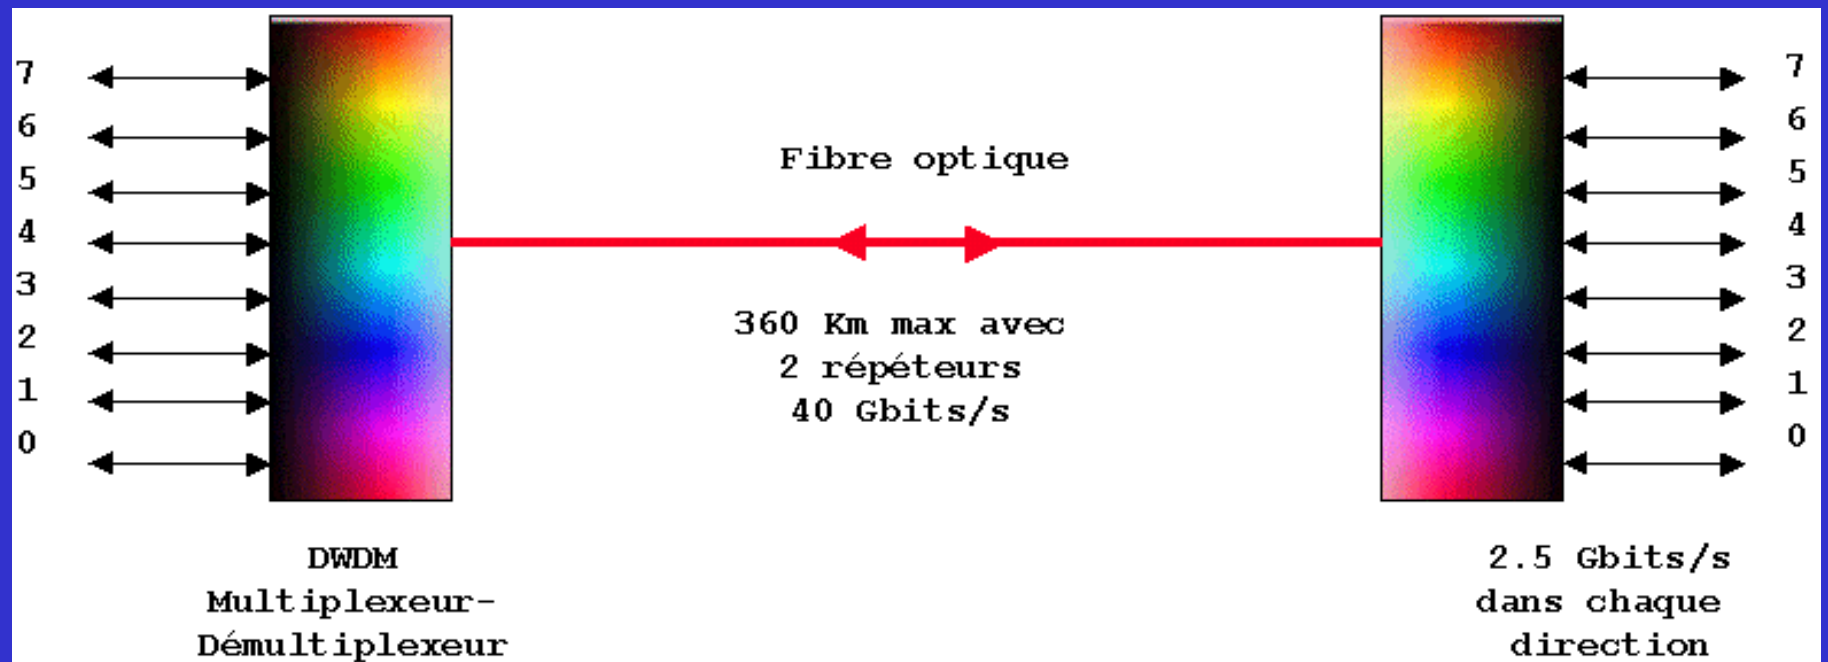 7
6
5
4
3
2
1
0
Fibre optique
360 Km max avec
2 répéteurs
40 Gbits/s
7
6
5
4
3
2
1
0
DWDM
Multiplexeur-
Démultiplexeur
2.5 Gbits/s
dans chaque
direction